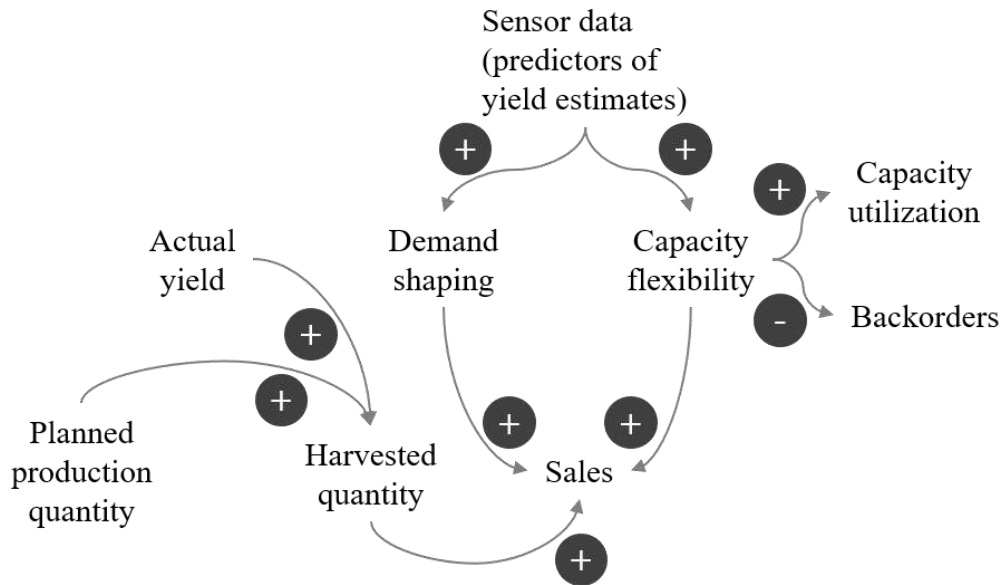 Sensor data
(predictors of
yield estimates)
+
+
+
Capacity
utilization
Actual
yield
Demand
shaping
Capacity
flexibility
-
Backorders
+
+
Planned
production
quantity
Harvested
quantity
+
+
Sales
+